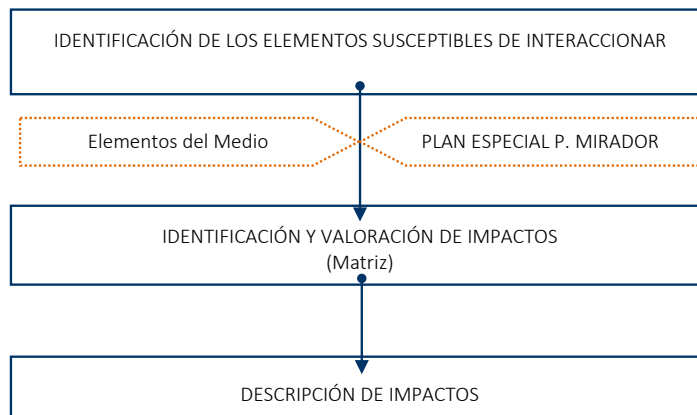 IDENTIFICACIÓN DE LOS ELEMENTOS SUSCEPTIBLES DE INTERACCIONAR
Elementos del Medio
PLAN ESPECIAL P. MIRADOR
IDENTIFICACIÓN Y VALORACIÓN DE IMPACTOS
(Matriz)
DESCRIPCIÓN DE IMPACTOS